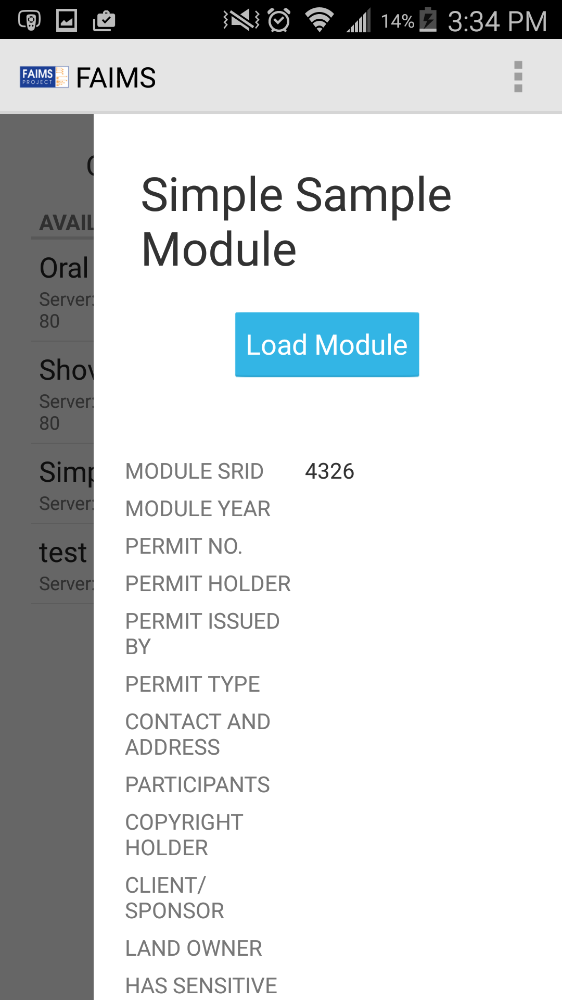 14% 3:34 PM
FAIMS PROJECT FAIMS
AVAIL
Oral
Server:
80
Shov
Server:
80
Simp
Server:
test
Server:
Simple Sample
Module
Load Module
MODULE SRID 4326
MODULE YEAR
PERMIT NO.
PERMIT HOLDER
PERMIT ISSUED
BY
PERMIT TYPE
CONTACT AND
ADDRESS
PARTICIPANTS
COPYRIGHT
HOLDER
CLIENT/
SPONSOR
LAND OWNER
HAS SENSITIVE